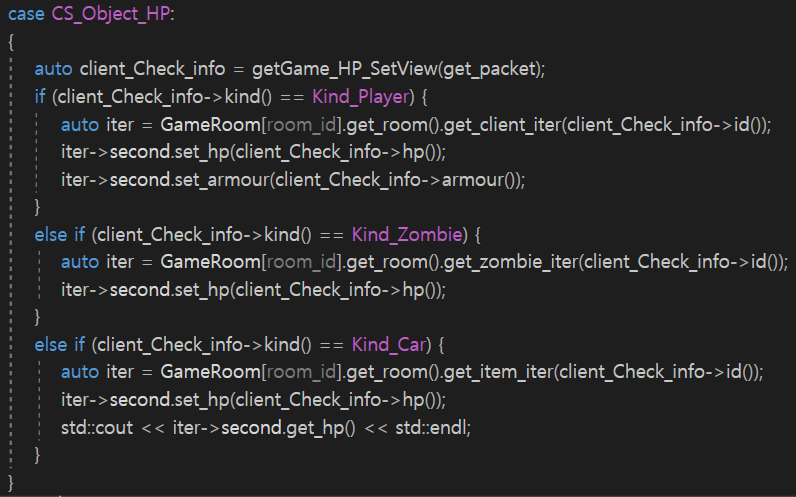 case CS_Object_HP:
{
auto client_Check_info = getGame_HP_SetView(get_packet);
if (client_Check_info->kind() == Kind_Player) {
auto iter = GameRoom[room_id].get_room().get_client_iter(client_Check_info->id());
iter->second.set_hp(client_Check_info->hp());
iter->second.set_armour(client_Check_info->armour());
}
else if (client_Check_info->kind() == Kind_Zombie) {
auto iter = GameRoom[room_id].get_room().get_zombie_iter(client_Check_info->id());
iter->second.set_hp(client_Check_info->hp());
}
else if (client_Check_info->kind() == Kind_Car) {
auto iter = GameRoom[room_id].get_room().get_item_iter(client_Check_info->id());
iter->second.set_hp(client_Check_info->hp());
std::cout << iter->second.get_hp() << std::endl;
}
}